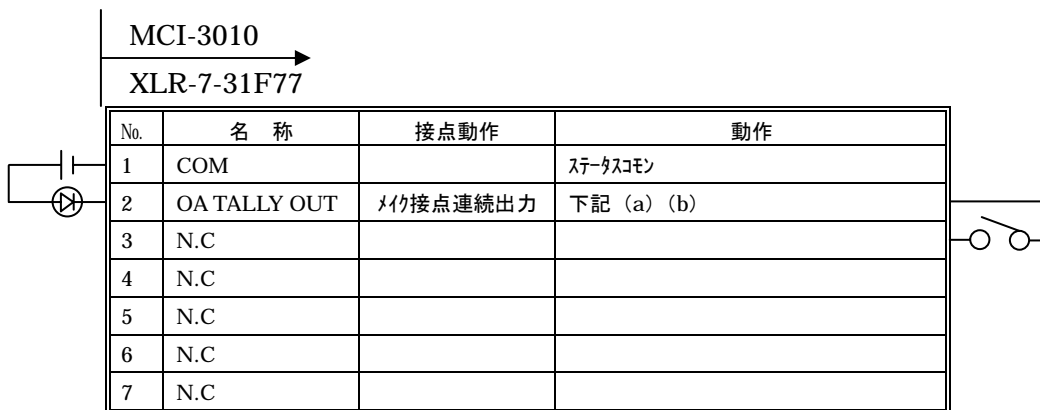 MCI-3010
XLR-7-31F77
No. 名 称 接点動作 動作
1 COM ｽﾃｰﾀｽｺﾓﾝ
2 OA TALLY OUT ﾒｲｸ接点連続出力 下記（a）（b）
3 N.C
4 N.C
5 N.C
6 N.C
7 N.C